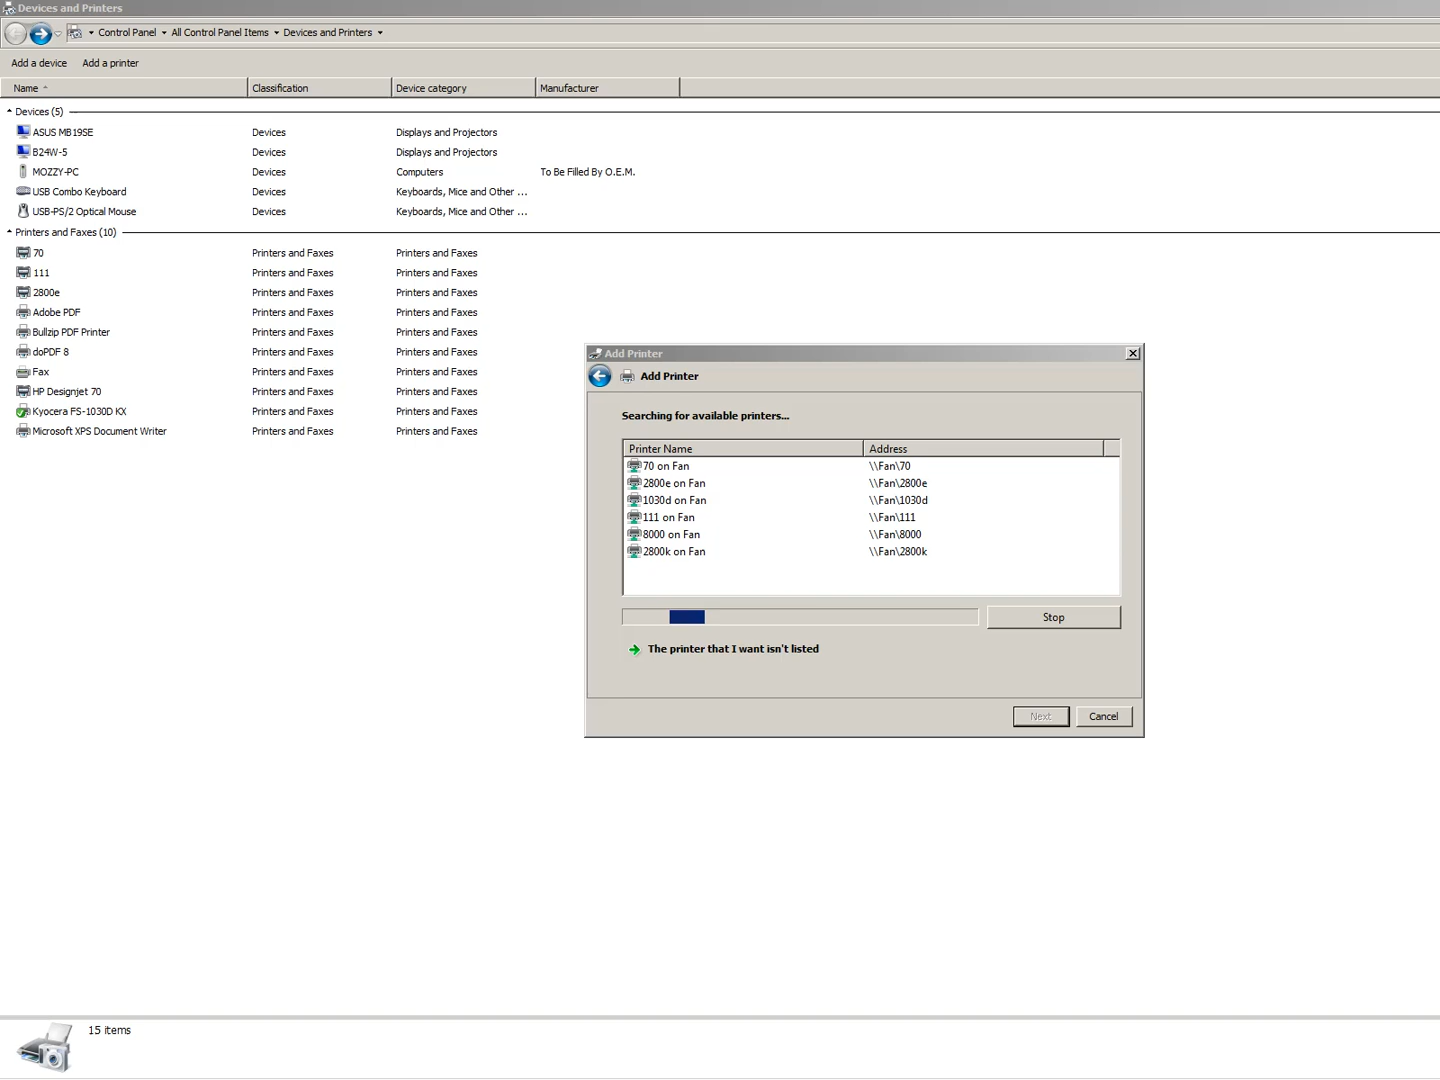 Devices and Printers
Control Panel All Control Panel Items Devices and Printers
Add a device Add a printer
Name Classification Device category Manufacturer
Devices (5)
ASUS MB19SE Devices Displays and Projectors
B24W-5 Devices Displays and Projectors
MOZZY-PC Devices Computers To Be Filled By O.E.M.
USB Combo Keyboard Devices Keyboards, Mice and Other ...
USB-PS/2 Optical Mouse Devices Keyboards, Mice and Other ...
Printers and Faxes (10)
70 Printers and Faxes Printers and Faxes
111 Printers and Faxes Printers and Faxes
2800e Printers and Faxes Printers and Faxes
Adobe PDF Printers and Faxes Printers and Faxes
Bullzip PDF Printer Printers and Faxes Printers and Faxes
doPDF 8 Printers and Faxes Printers and Faxes
Fax Printers and Faxes Printers and Faxes
HP Designjet 70 Printers and Faxes Printers and Faxes
Kyocera FS-1030D KX Printers and Faxes Printers and Faxes
Microsoft XPS Document Writer Printers and Faxes Printers and Faxes
Add Printer
Add Printer
Searching for available printers...
Printer Name Address
70 on Fan \\Fan\70
2800e on Fan \\Fan\2800e
1030d on Fan \\Fan\1030d
111 on Fan \\Fan\111
8000 on Fan \\Fan\8000
2800k on Fan \\Fan\2800k
Stop
The printer that I want isn't listed
Next Cancel
15 items